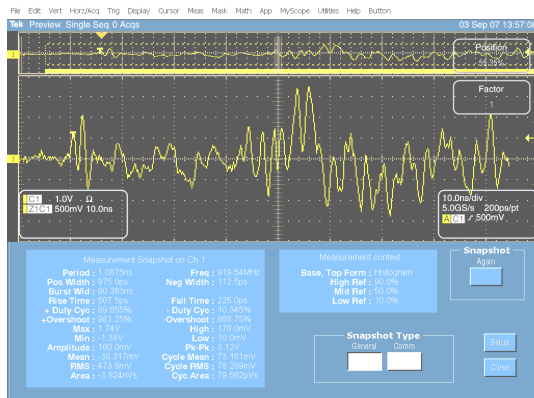 File Edit Vert Horz/Acq Trig Display Cursor Meas Mask Math App MyScope Utilities Help Button
Tek Preview Single Seq 0 Acqs 03 Sep 07 13:57:0
1
Position
55.35%
Factor
1
1
C1 1.0V Ω
Z1C1 500mV 10.0ns
10.0ns/div
5.0GS/s 200ps/pt
A C1 500mV
Measurement Snapshot on Ch 1
Period : 1.0875ns Freq : 919.54MHz
Pos Width : 975.0ps Neg Width : 112.5ps
Burst Wid : 90.363ns
Rise Time : 507.5ps Fall Time : 225.0ps
+ Duty Cyc : 89.655% - Duty Cyc : 10.345%
+Overshoot : 981.25% -Overshoot : 868.75%
Max : 1.74V High : 170.0mV
Min : -1.38V Low : 10.0mV
Amplitude : 160.0mV Pk-Pk : 3.12V
Mean : -38.317mV Cycle Mean : 73.161mV
RMS : 473.8mV Cycle RMS : 78.289mV
Area : -3.824nVs Cyc Area : 79.562pVs
Measurement context
Base, Top Form : Histogram
High Ref : 90.0%
Mid Ref : 50.0%
Low Ref : 10.0%
Snapshot
Again
Snapshot Type
General Comm
Setup
Close